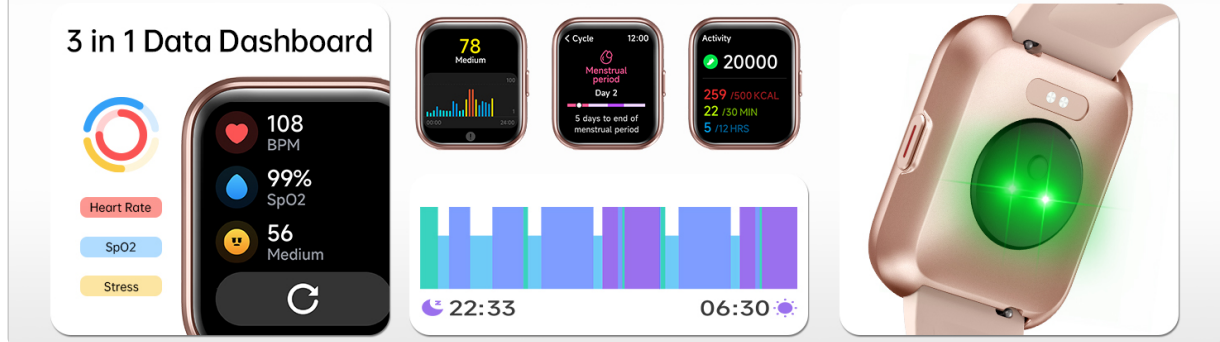 3 in 1 Data Dashboard
108
BPM
99%
SpO2
56
Medium
Heart Rate
SpO2
Stress
78
Medium
100
1
00:00
24:00
< Cycle 12:00
Menstrual
period
Day 2
5 days to end of
menstrual period
Activity
20000
259 /500 KCAL
22 /30 MIN
5 /12 HRS
22:33
06:30